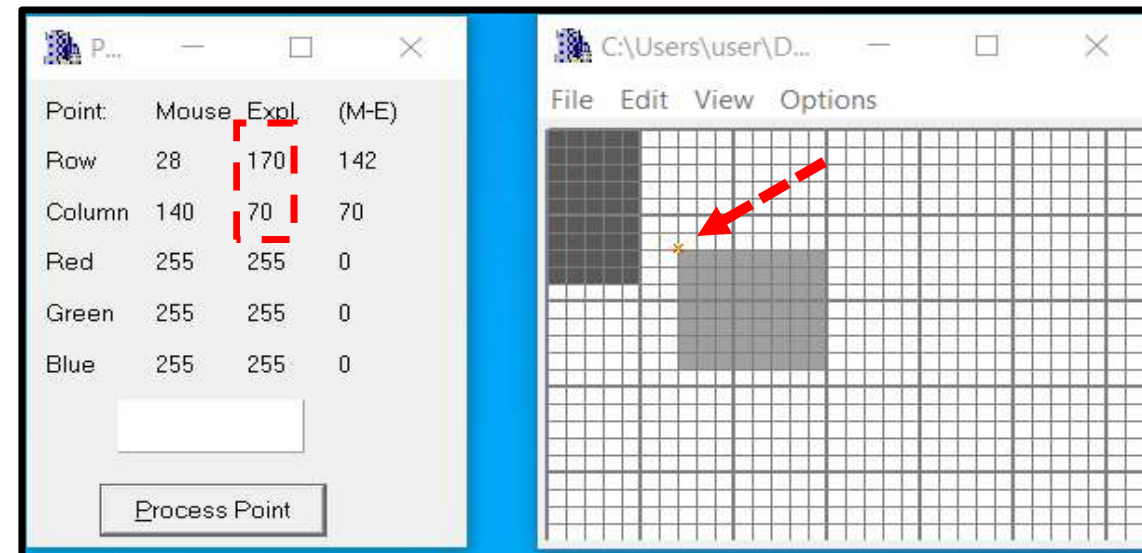 P...
Point: Mouse Expl. (M-E)
Row 28 170 142
Column 140 70 70
Red 255 255 0
Green 255 255 0
Blue 255 255 0
Process Point
C:\Users\user\D...
File Edit View Options